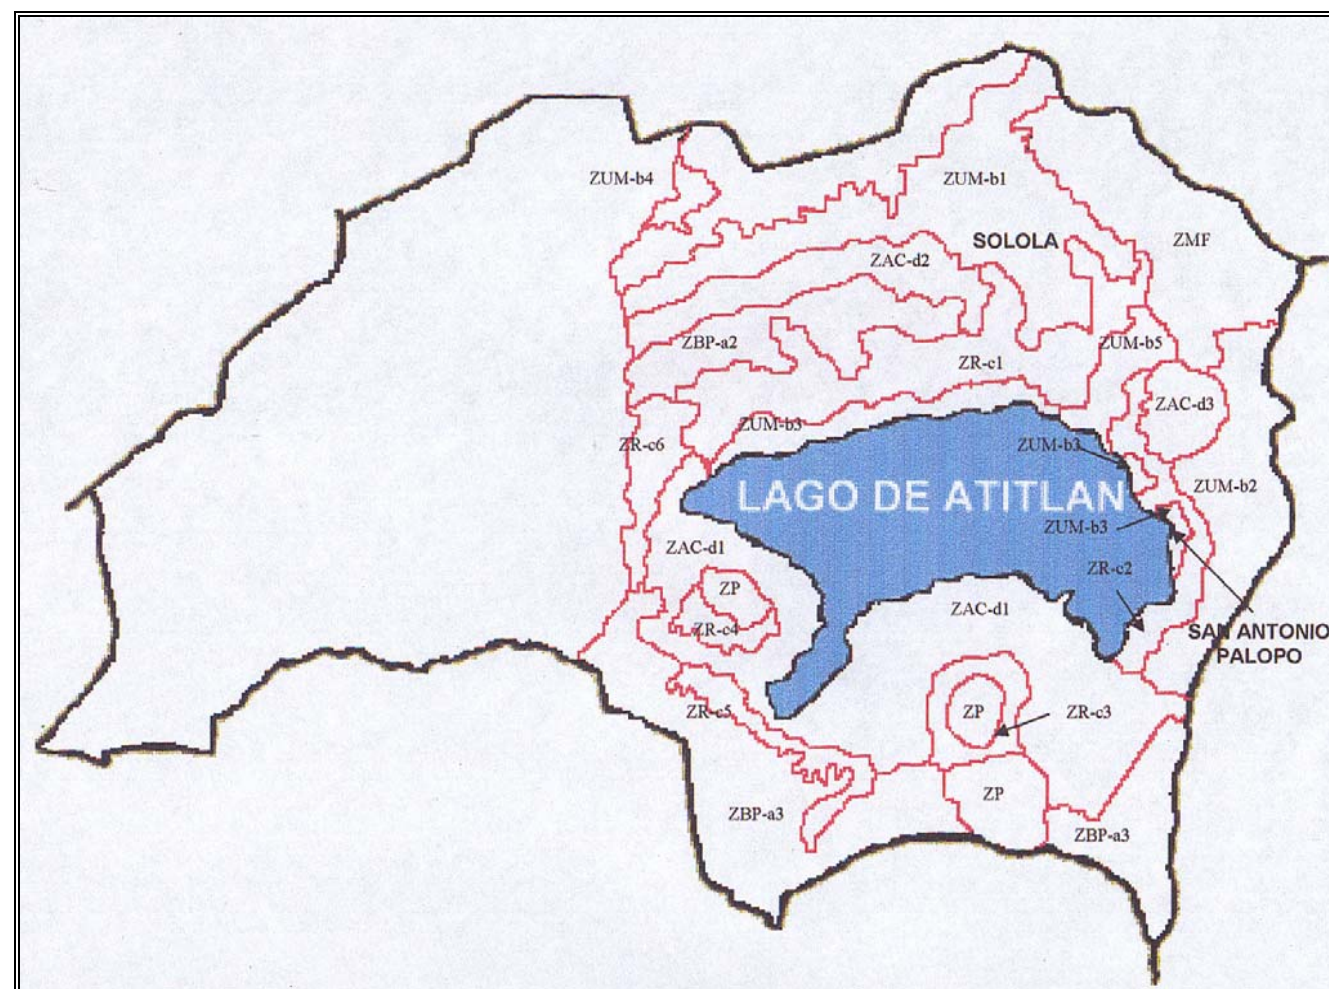 ZUM-b4
ZUM-b1
SOLOLA
ZMF
ZAC-d2
ZBP-a2
ZUM-b5
ZR-c1
ZAC-d3
ZUM-b3
ZR-c6
ZUM-b3
ZUM-b2
LAGO DE ATITLAN
ZUM-b3
ZAC-d1
ZR-c2
ZP
ZAC-d1
ZR-c4
SAN ANTONIO
PALOPO
ZR-c5
ZP
ZR-c3
ZP
ZBP-a3
ZBP-a3